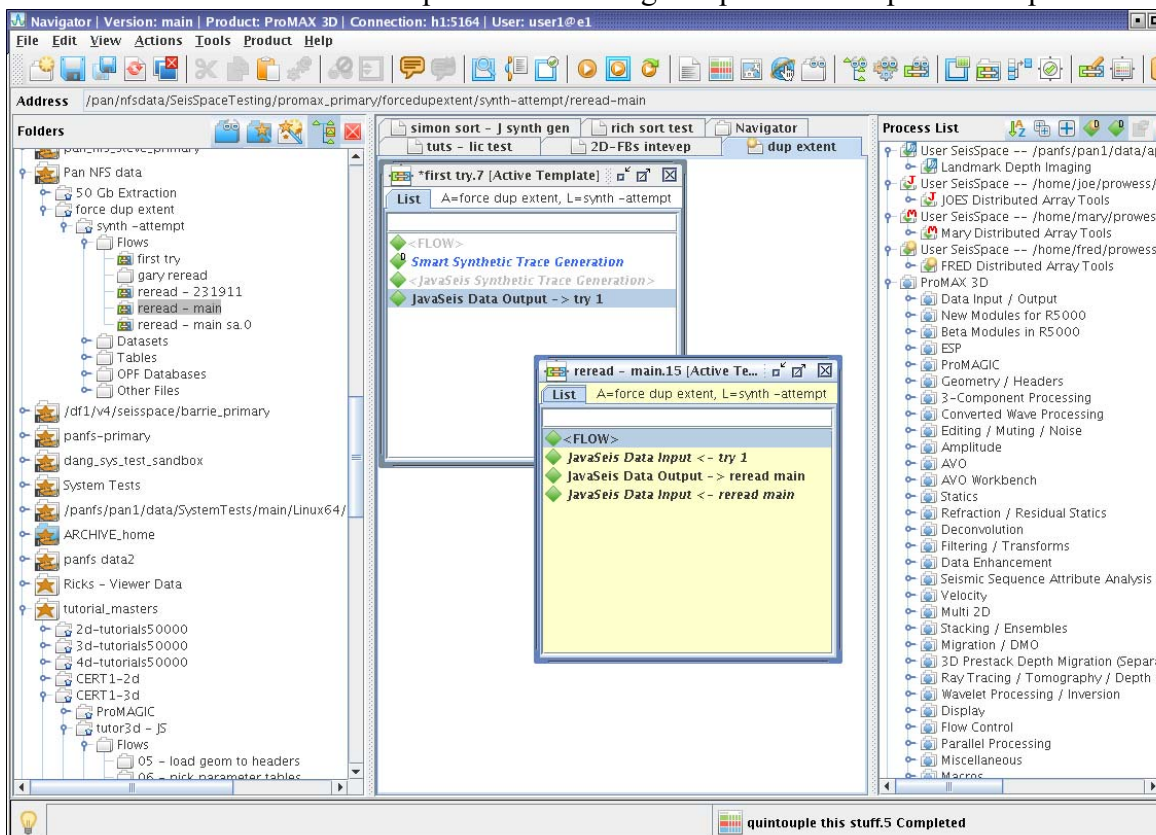 Navigator | Version: main | Product: ProMAX 3D | Connection: h1:5164 | User: user1@e1
File Edit View Actions Tools Product Help
Address /pan/nfsdata/SeisSpaceTesting/promax_primary/forcedupextent/synth-attempt/reread-main
Folders
Pan NFS data
50 Gb Extraction
force dup extent
synth -attempt
Flows
first try
gary reread
reread - 231911
reread - main
reread - main sa.0
Datasets
Tables
OPF Databases
Other Files
/df1/v4/seisspace/barrie_primary
panfs-primary
dang_sys_test_sandbox
System Tests
/panfs/pan1/data/SystemTests/main/Linux64/
ARCHIVE_home
panfs data2
Ricks - Viewer Data
tutorial_masters
2d-tutorials50000
3d-tutorials50000
4d-tutorials50000
CERT1-2d
CERT1-3d
ProMAGIC
tutor3d - JS
Flows
05 - load geom to headers
06 - pick parameter tables
simon sort - J synth gen rich sort test Navigator
tuts - lic test 2D-FBs intevep dup extent
*first try.7 [Active Template]
List A=force dup extent, L=synth -attempt
<FLOW>
Smart Synthetic Trace Generation
<JavaSeis Synthetic Trace Generation>
JavaSeis Data Output -> try 1
reread - main.15 [Active Te...
List A=force dup extent, L=synth -attempt
<FLOW>
JavaSeis Data Input <- try 1
JavaSeis Data Output -> reread main
JavaSeis Data Input <- reread main
Process List
User SeisSpace -- /panfs/pan1/data/a
Landmark Depth Imaging
User SeisSpace -- /home/joe/prowess/
JOES Distributed Array Tools
User SeisSpace -- /home/mary/prowes
Mary Distributed Array Tools
User SeisSpace -- /home/fred/prowess
FRED Distributed Array Tools
ProMAX 3D
Data Input / Output
New Modules for R5000
Beta Modules in R5000
ESP
ProMAGIC
Geometry / Headers
3-Component Processing
Converted Wave Processing
Editing / Muting / Noise
Amplitude
AVO
AVO Workbench
Statics
Refraction / Residual Statics
Deconvolution
Filtering / Transforms
Data Enhancement
Seismic Sequence Attribute Analysis
Velocity
Multi 2D
Stacking / Ensembles
Migration / DMO
3D Prestack Depth Migration (Separ
Ray Tracing / Tomography / Depth
Wavelet Processing / Inversion
Display
Flow Control
Parallel Processing
Miscellaneous
Macros
quintouple this stuff.5 Completed